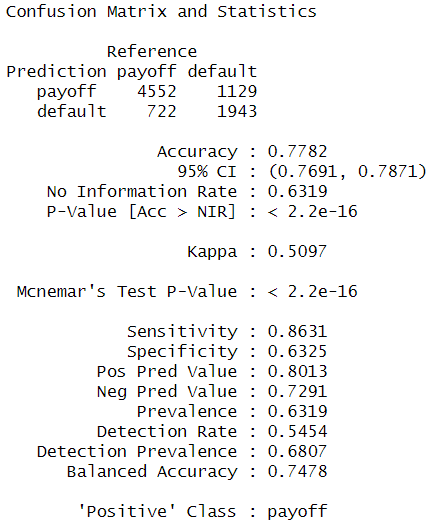 Confusion Matrix and Statistics
Reference
Prediction payoff default
payoff 4552 1129
default 722 1943
Accuracy : 0.7782
95% CI : (0.7691, 0.7871)
No Information Rate : 0.6319
P-Value [Acc > NIR] : < 2.2e-16
Kappa : 0.5097
Mcnemar's Test P-Value : < 2.2e-16
Sensitivity : 0.8631
Specificity : 0.6325
Pos Pred Value : 0.8013
Neg Pred Value : 0.7291
Prevalence : 0.6319
Detection Rate : 0.5454
Detection Prevalence : 0.6807
Balanced Accuracy : 0.7478
'Positive' Class : payoff